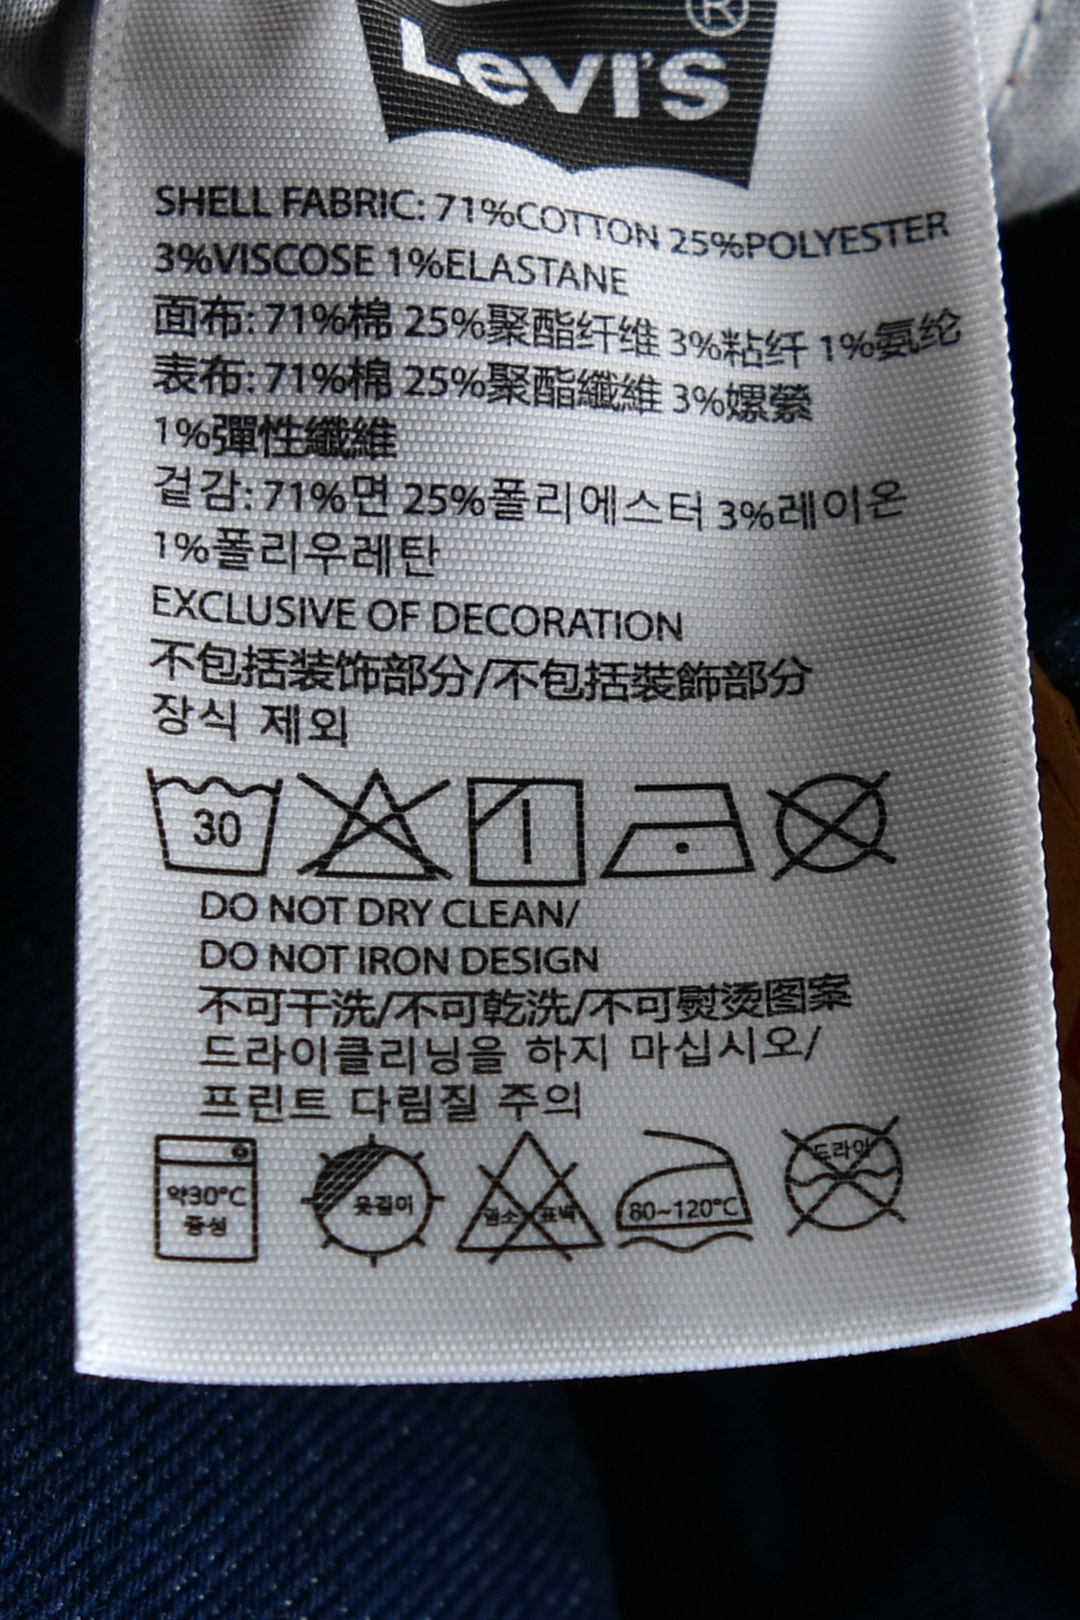 Levi's®
SHELL FABRIC: 71%COTTON 25%POLYESTER
3%VISCOSE 1%ELASTANE
面布: 71%棉 25%聚酯纤维 3%粘纤 1%氨纶
表布: 71%棉 25%聚酯纖維 3%嫘縈
1%彈性纖維
겉감: 71%면 25%폴리에스터 3%레이온
1%폴리우레탄
EXCLUSIVE OF DECORATION
不包括装饰部分/不包括裝飾部分
장식 제외
30
DO NOT DRY CLEAN/
DO NOT IRON DESIGN
不可干洗/不可乾洗/不可熨烫图案
드라이클리닝을 하지 마십시오/
프린트 다림질 주의
약30°C
중성
옷걸이
염소 표백
80~120°C
드라이